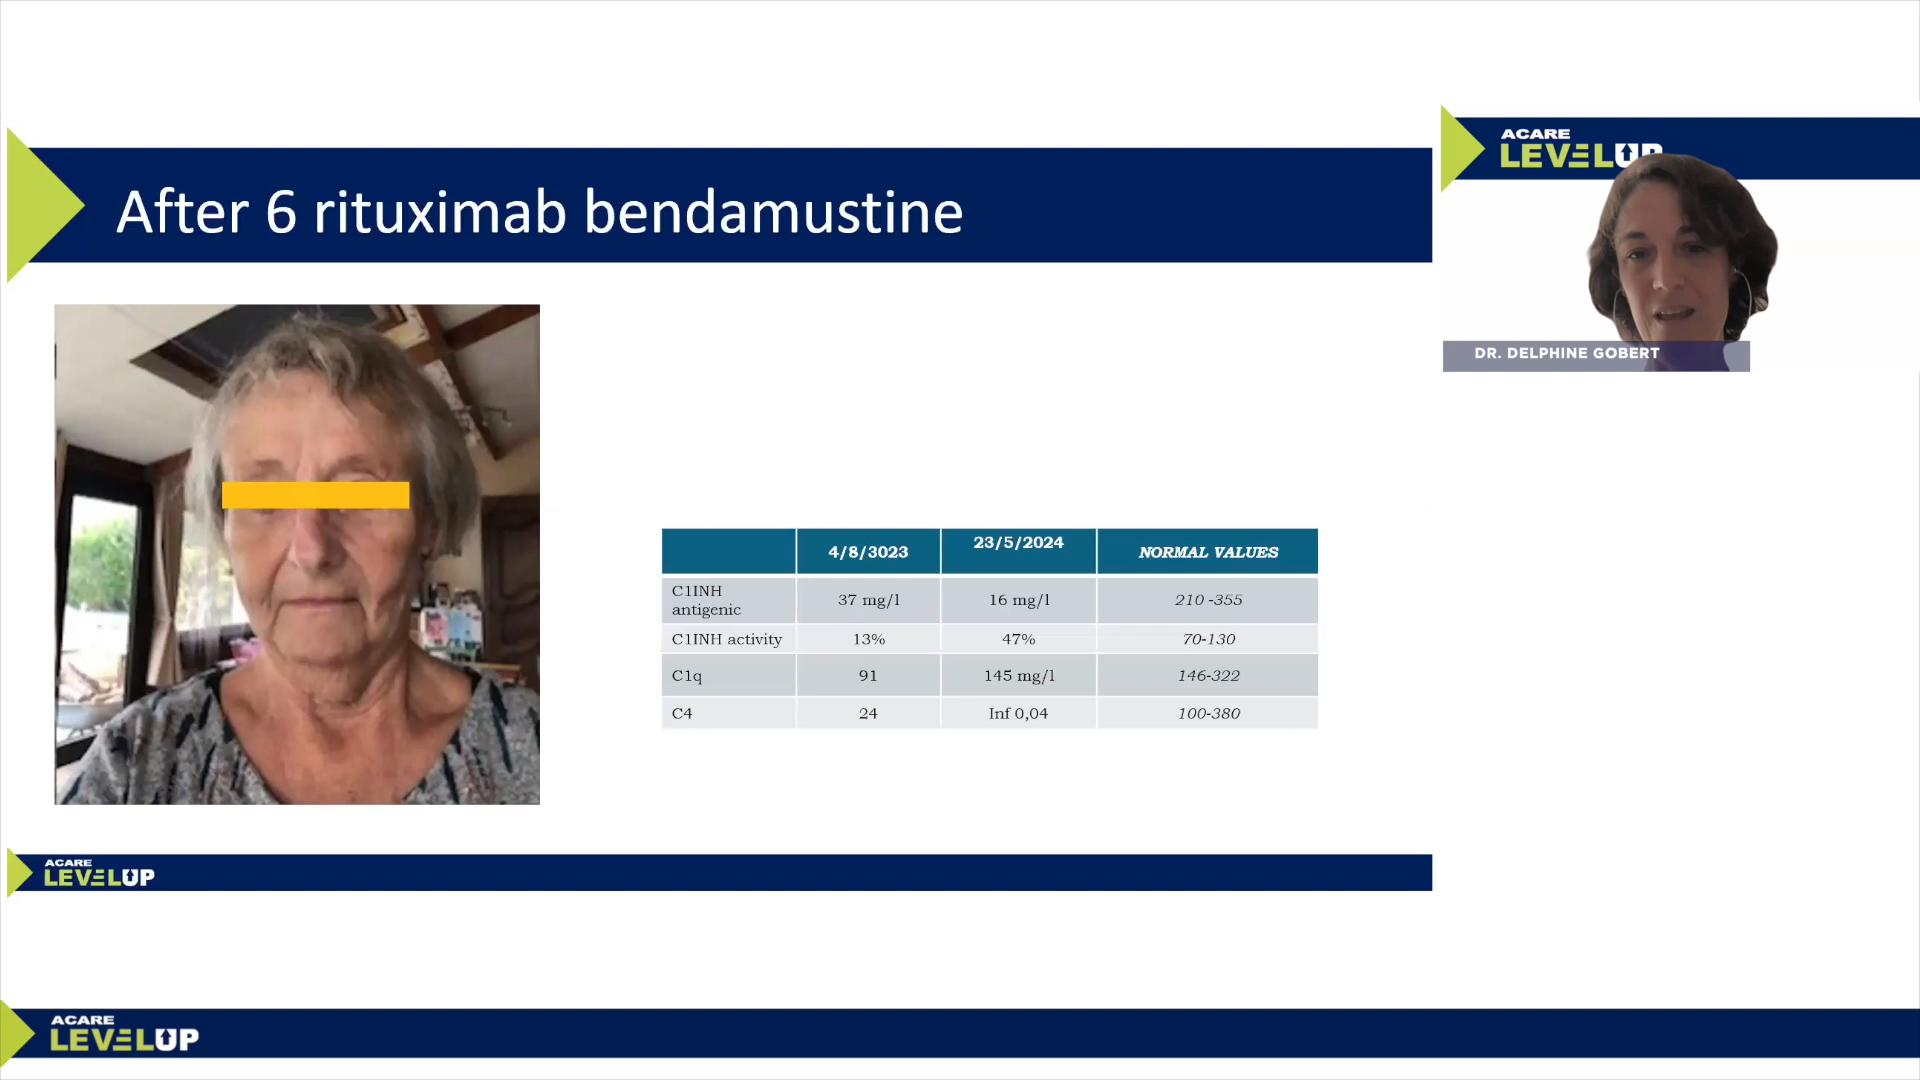 After 6 rituximab bendamustine
ACARE
LEVELUP
DR. DELPHINE GOBERT
4/8/3023 23/5/2024 NORMAL VALUES
C1INH antigenic 37 mg/l 16 mg/l 210 -355
C1INH activity 13% 47% 70-130
C1q 91 145 mg/l 146-322
C4 24 Inf 0,04 100-380
ACARE
LEVELUP
ACARE
LEVELUP